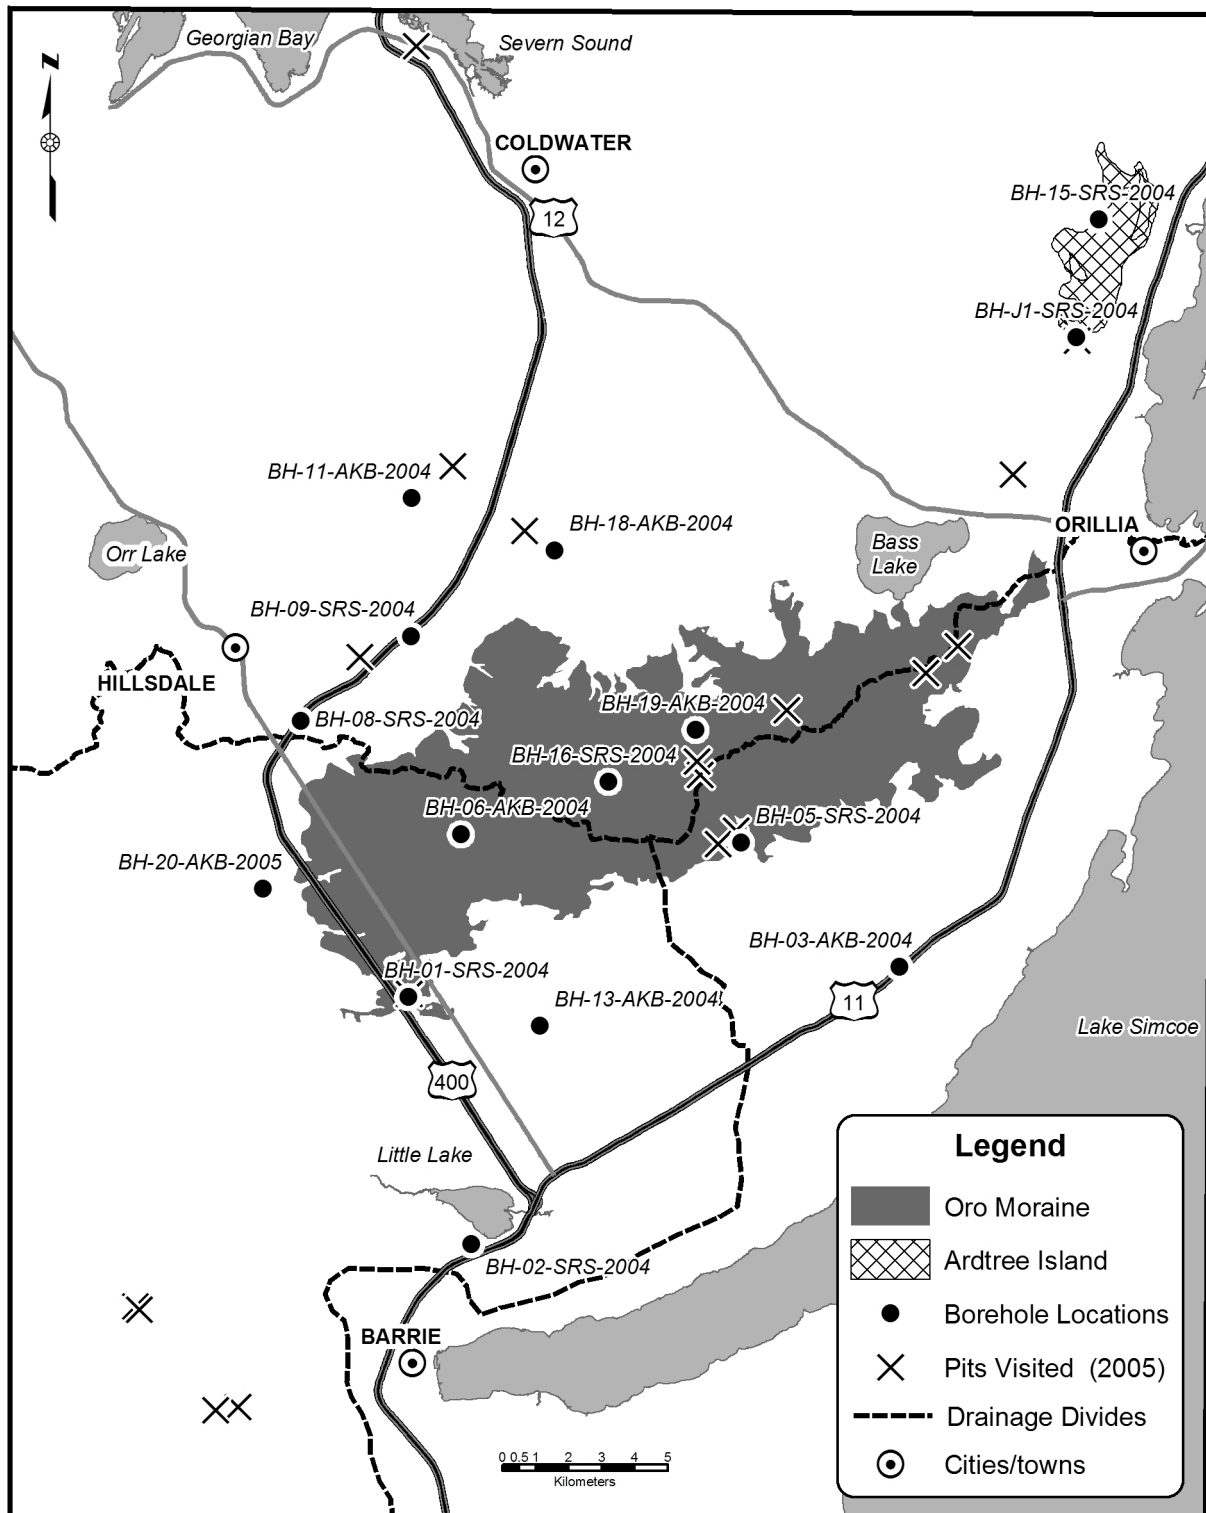 Georgian Bay
Severn Sound
N
COLDWATER
12
BH-15-SRS-2004
BH-J1-SRS-2004
BH-11-AKB-2004
BH-18-AKB-2004
ORILLIA
Bass
Lake
Orr Lake
BH-09-SRS-2004
HILLSDALE
BH-08-SRS-2004
BH-19-AKB-2004
BH-16-SRS-2004
BH-06-AKB-2004
BH-05-SRS-2004
BH-20-AKB-2005
BH-03-AKB-2004
BH-01-SRS-2004
BH-13-AKB-2004
11
Lake Simcoe
400
Little Lake
BH-02-SRS-2004
BARRIE
0 0.5 1 2 3 4 5
Kilometers
Legend
Oro Moraine
Ardtree Island
Borehole Locations
Pits Visited (2005)
Drainage Divides
Cities/towns